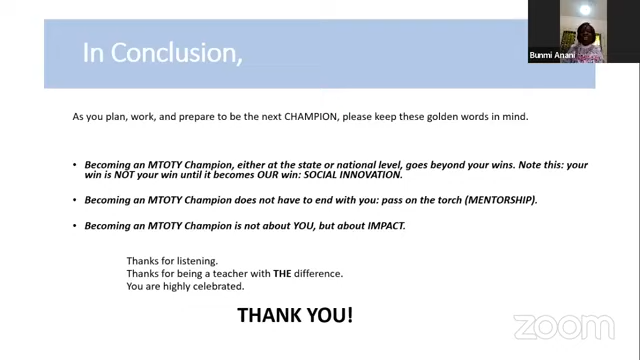 In Conclusion,
Bunmi Anani
As you plan, work, and prepare to be the next CHAMPION, please keep these golden words in mind.
• Becoming an MTOTY Champion, either at the state or national level, goes beyond your wins. Note this: your
win is NOT your win until it becomes OUR win: SOCIAL INNOVATION.
• Becoming an MTOTY Champion does not have to end with you: pass on the torch (MENTORSHIP).
• Becoming an MTOTY Champion is not about YOU, but about IMPACT.
Thanks for listening.
Thanks for being a teacher with THE difference.
You are highly celebrated.
THANK YOU!
zoom